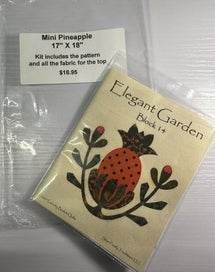 Mini Pineapple
17" X 18"
Kit includes the pattern
and all the fabric for the top
$16.95
Elegant Garden
Block 14